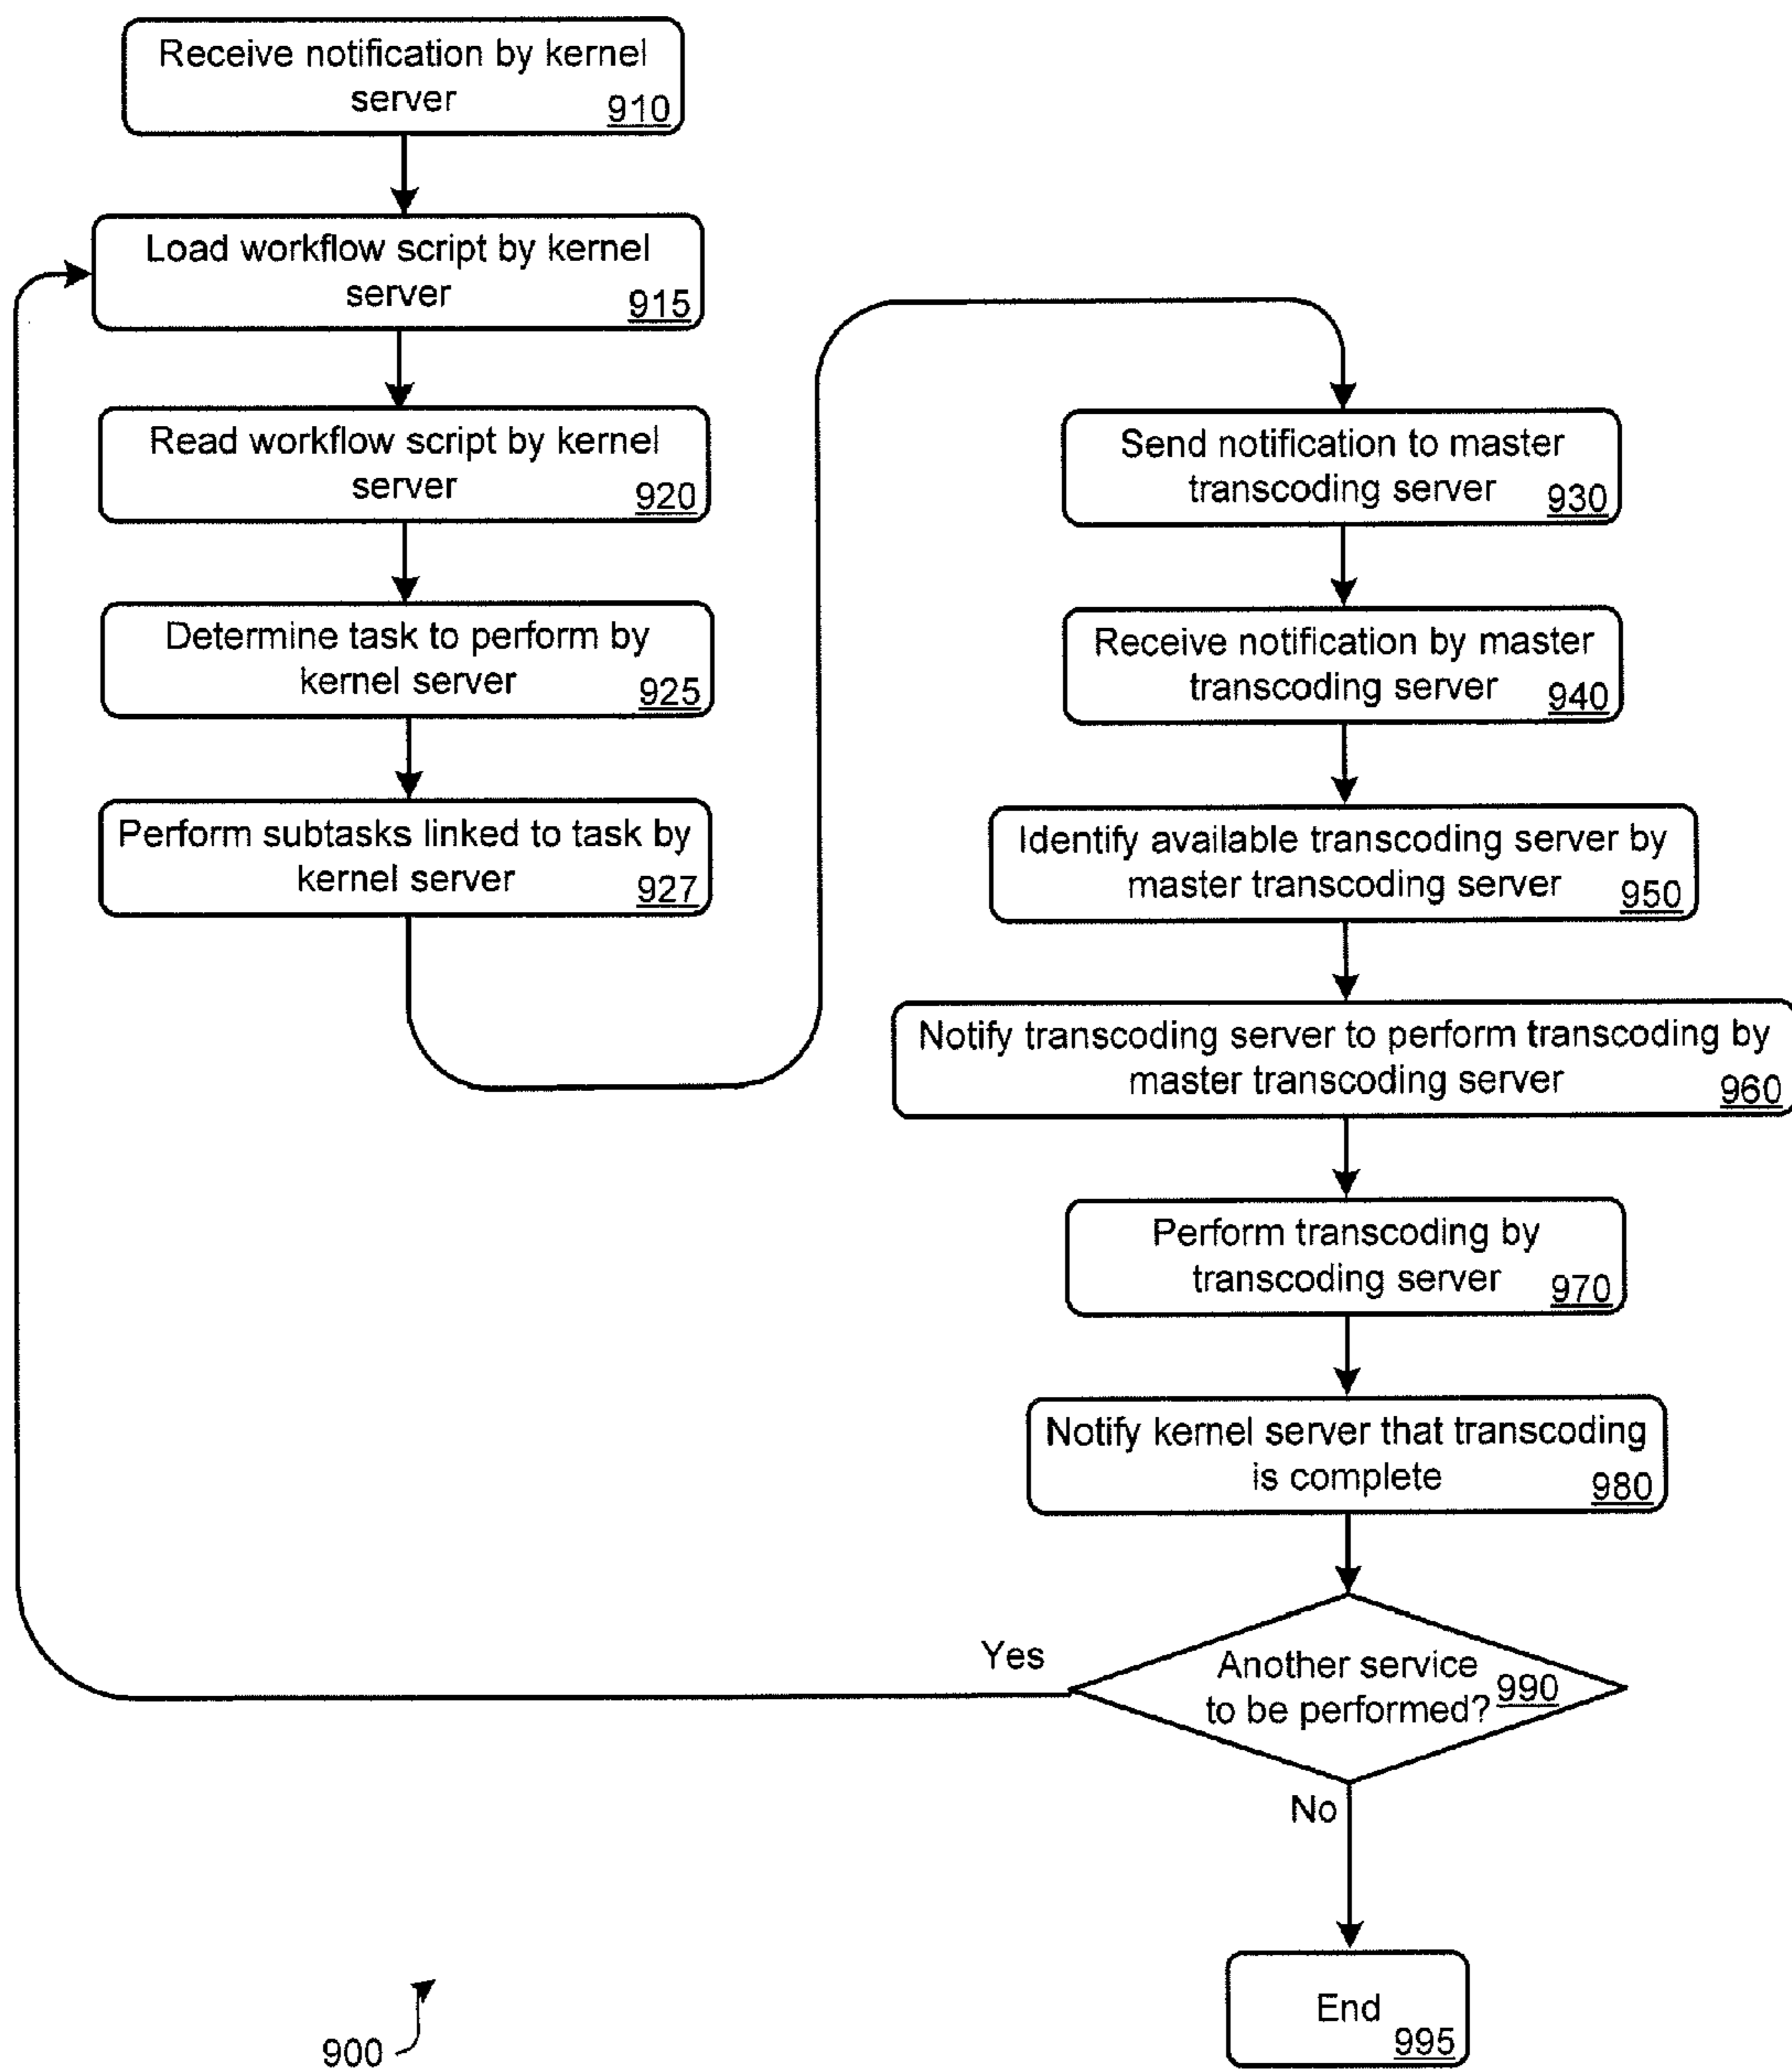 Receive notification by kernel
server
910
Load workflow script by kernel
server
915
Read workflow script by kernel
server
920
Determine task to perform by
kernel server
925
Perform subtasks linked to task by
kernel server
927
Send notification to master
transcoding server
930
Receive notification by master
transcoding server
940
Identify available transcoding server by
master transcoding server
950
Notify transcoding server to perform transcoding by
master transcoding server
960
Perform transcoding by
transcoding server
970
Notify kernel server that transcoding
is complete
980
Yes
Another service
to be performed?
990
No
End
995
900